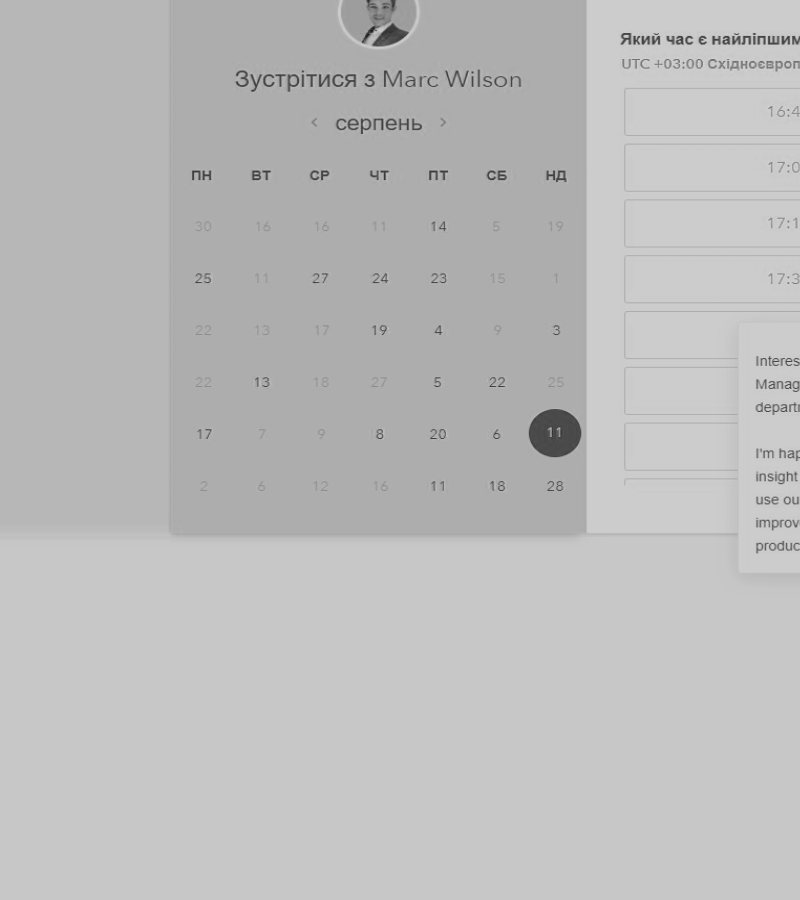 Зустрітися з Marc Wilson
< серпень >
ПН ВТ СР ЧТ ПТ СБ НД
30 16 16 11 14 5 19
25 11 27 24 23 15 1
22 13 17 19 4 9 3
22 13 18 27 5 22 25
17 7 9 8 20 6 11
2 6 12 16 11 18 28
Який час є найліпшим
UTC +03:00 Східноєвроп
16:4
17:0
17:1
17:3
Interes
Manag
departm
I'm hap
insight
use ou
improv
produc